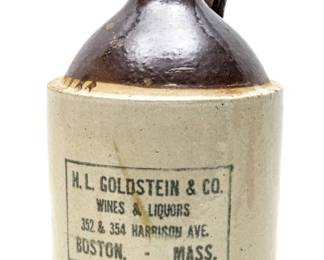 H. L. GOLDSTEIN & CO.
WINES & LIQUORS
352 & 354 HARRISON AVE.
BOSTON, - MASS.